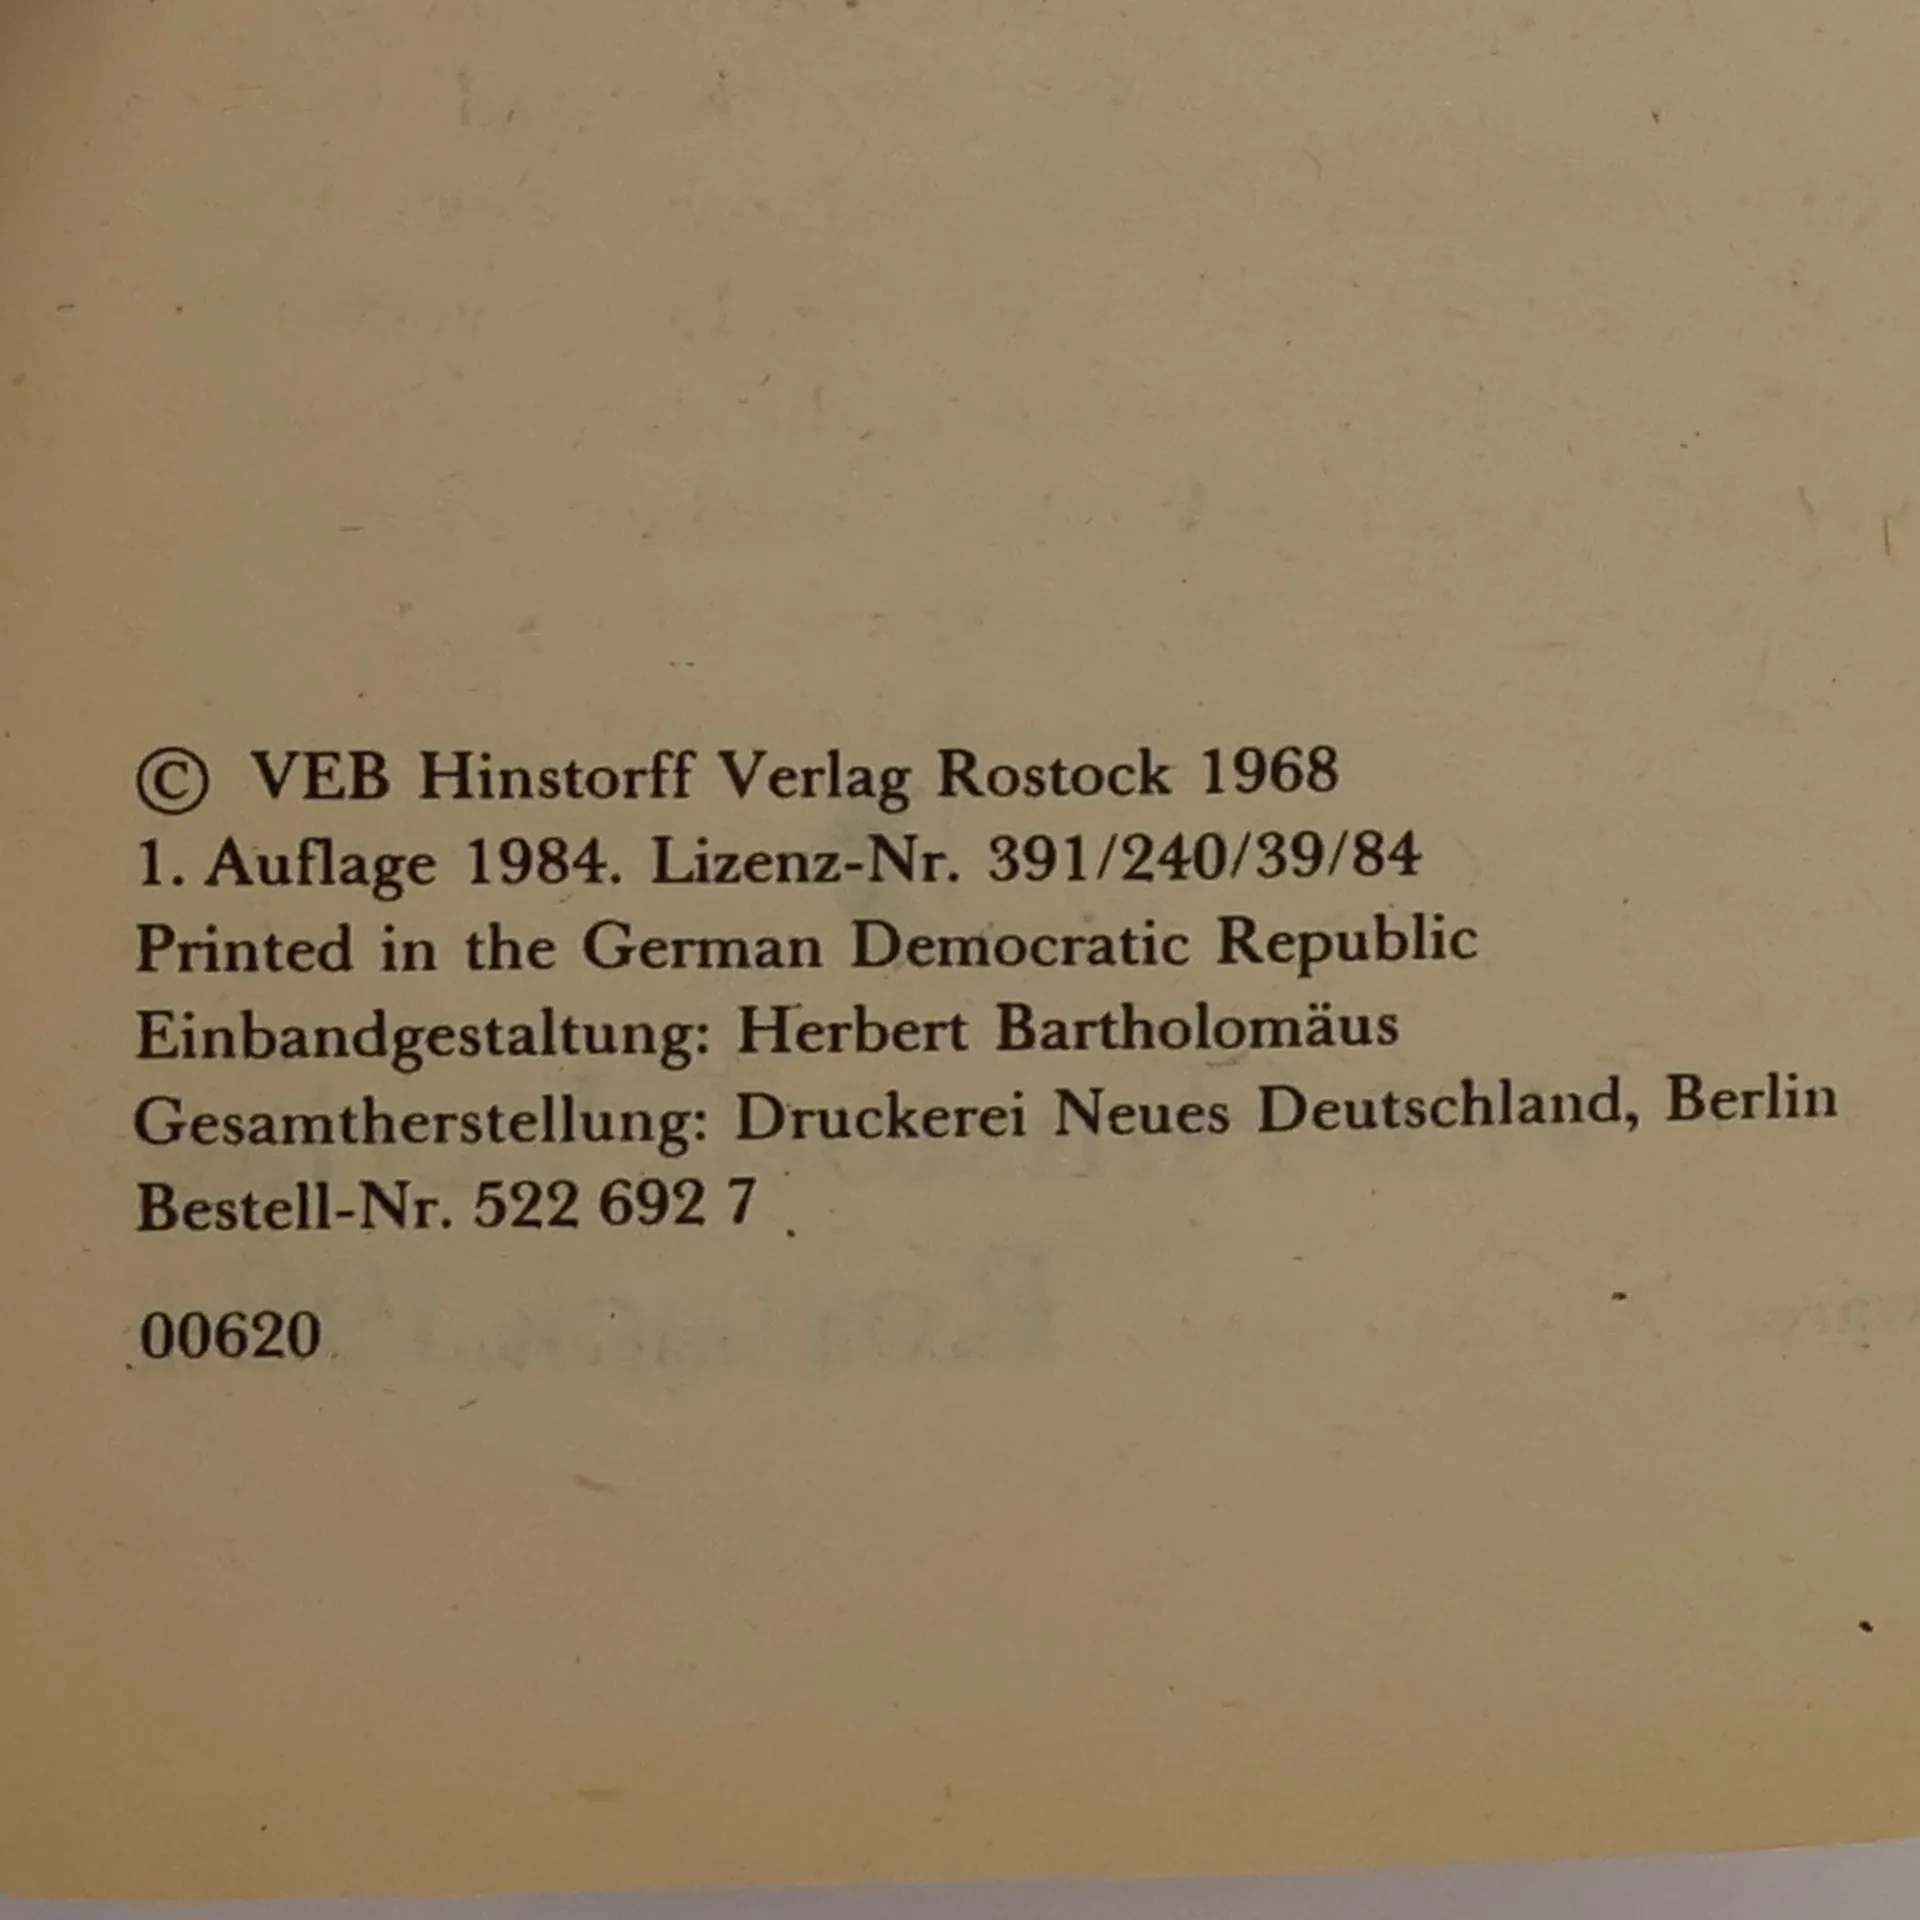 © VEB Hinstorff Verlag Rostock 1968
1. Auflage 1984. Lizenz-Nr. 391/240/39/84
Printed in the German Democratic Republic
Einbandgestaltung: Herbert Bartholomäus
Gesamtherstellung: Druckerei Neues Deutschland, Berlin
Bestell-Nr. 522 692 7
00620